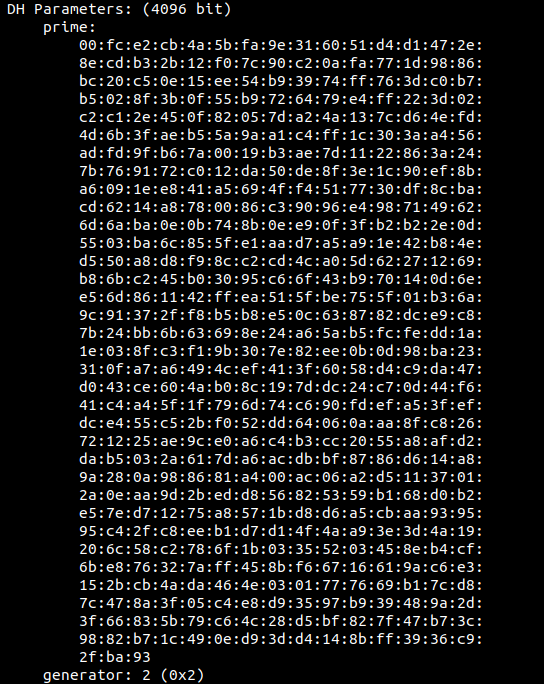 DH Parameters: (4096 bit)
prime:
00:fc:e2:cb:4a:5b:fa:9e:31:60:51:d4:d1:47:2e:
8e:cd:b3:2b:12:f0:7c:90:c2:0a:fa:77:1d:98:86:
bc:20:c5:0e:15:ee:54:b9:39:74:ff:76:3d:c0:b7:
b5:02:8f:3b:0f:55:b9:72:64:79:e4:ff:22:3d:02:
c2:c1:2e:45:0f:82:05:7d:a2:4a:13:7c:d6:4e:fd:
4d:6b:3f:ae:b5:5a:9a:a1:c4:ff:1c:30:3a:a4:56:
ad:fd:9f:b6:7a:00:19:b3:ae:7d:11:22:86:3a:24:
7b:76:91:72:c0:12:da:50:de:8f:3e:1c:90:ef:8b:
a6:09:1e:e8:41:a5:69:4f:f4:51:77:30:df:8c:ba:
cd:62:14:a8:78:00:86:c3:90:96:e4:98:71:49:62:
6d:6a:ba:0e:0b:74:8b:0e:e9:0f:3f:b2:b2:2e:0d:
55:03:ba:6c:85:5f:e1:aa:d7:a5:a9:1e:42:b8:4e:
d5:50:a8:d8:f9:8c:c2:cd:4c:a0:5d:62:27:12:69:
b8:6b:c2:45:b0:30:95:c6:6f:43:b9:70:14:0d:6e:
e5:6d:86:11:42:ff:ea:51:5f:be:75:5f:01:b3:6a:
9c:91:37:2f:f8:b5:b8:e5:0c:63:87:82:dc:e9:c8:
7b:24:bb:6b:63:69:8e:24:a6:5a:b5:fc:fe:dd:1a:
1e:03:8f:c3:f1:9b:30:7e:82:ee:0b:0d:98:ba:23:
31:0f:a7:a6:49:4c:ef:41:3f:60:58:d4:c9:da:47:
d0:43:ce:60:4a:b0:8c:19:7d:dc:24:c7:0d:44:f6:
41:c4:a4:5f:1f:79:6d:74:c6:90:fd:ef:a5:3f:ef:
dc:e4:55:c5:2b:f0:52:dd:64:06:0a:aa:8f:c8:26:
72:12:25:ae:9c:e0:a6:c4:b3:cc:20:55:a8:af:d2:
da:b5:03:2a:61:7d:a6:ac:db:bf:87:86:d6:14:a8:
9a:28:0a:98:86:81:a4:00:ac:06:a2:d5:11:37:01:
2a:0e:aa:9d:2b:ed:d8:56:82:53:59:b1:68:d0:b2:
e5:7e:d7:12:75:a8:57:1b:d8:d6:a5:cb:aa:93:95:
95:c4:2f:c8:ee:b1:d7:d1:4f:4a:a9:3e:3d:4a:19:
20:6c:58:c2:78:6f:1b:03:35:52:03:45:8e:b4:cf:
6b:e8:76:32:7a:ff:45:8b:f6:67:16:61:9a:c6:e3:
15:2b:cb:4a:da:46:4e:03:01:77:76:69:b1:7c:d8:
7c:47:8a:3f:05:c4:e8:d9:35:97:b9:39:48:9a:2d:
3f:66:83:5b:79:c6:4c:28:d5:bf:82:7f:47:b7:3c:
98:82:b7:1c:49:0e:d9:3d:d4:14:8b:ff:39:36:c9:
2f:ba:93
generator: 2 (0x2)